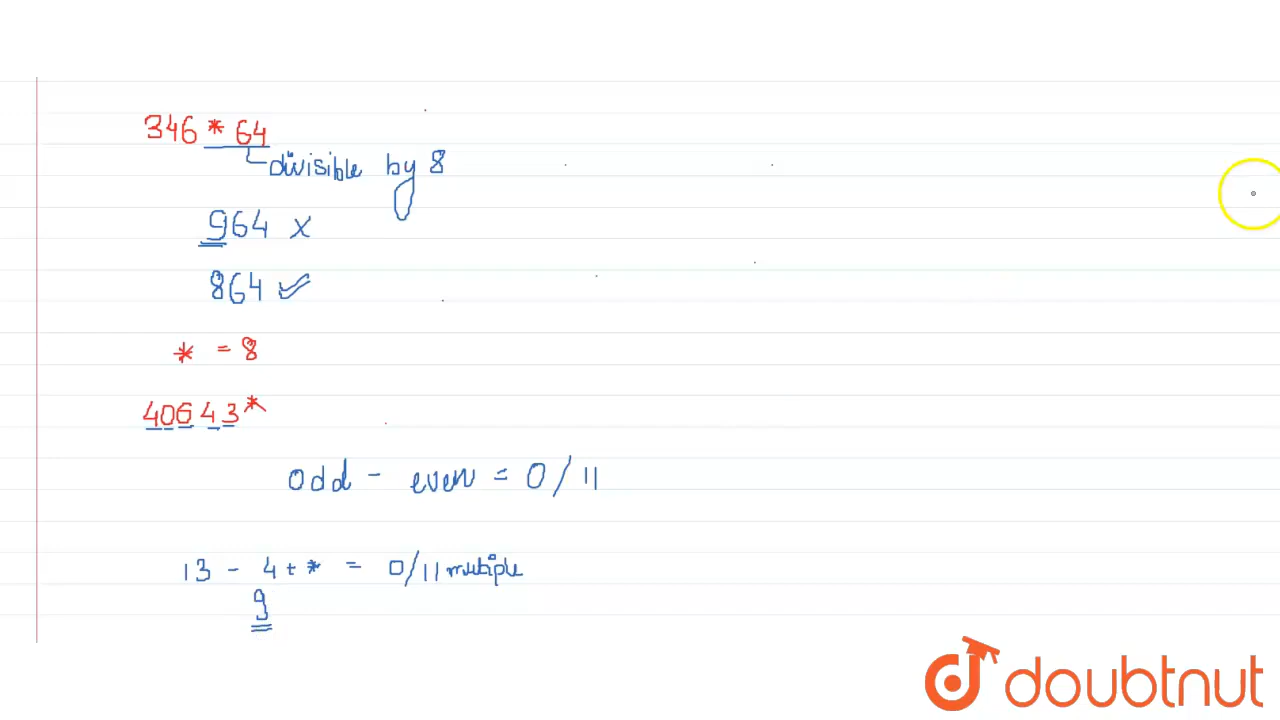 346 * 64
divisible by 8
964 x
864 ✓
* = 8
40643*
odd - even = 0/11
13 - 4 + * = 0/11 multiple
9
doubtnut